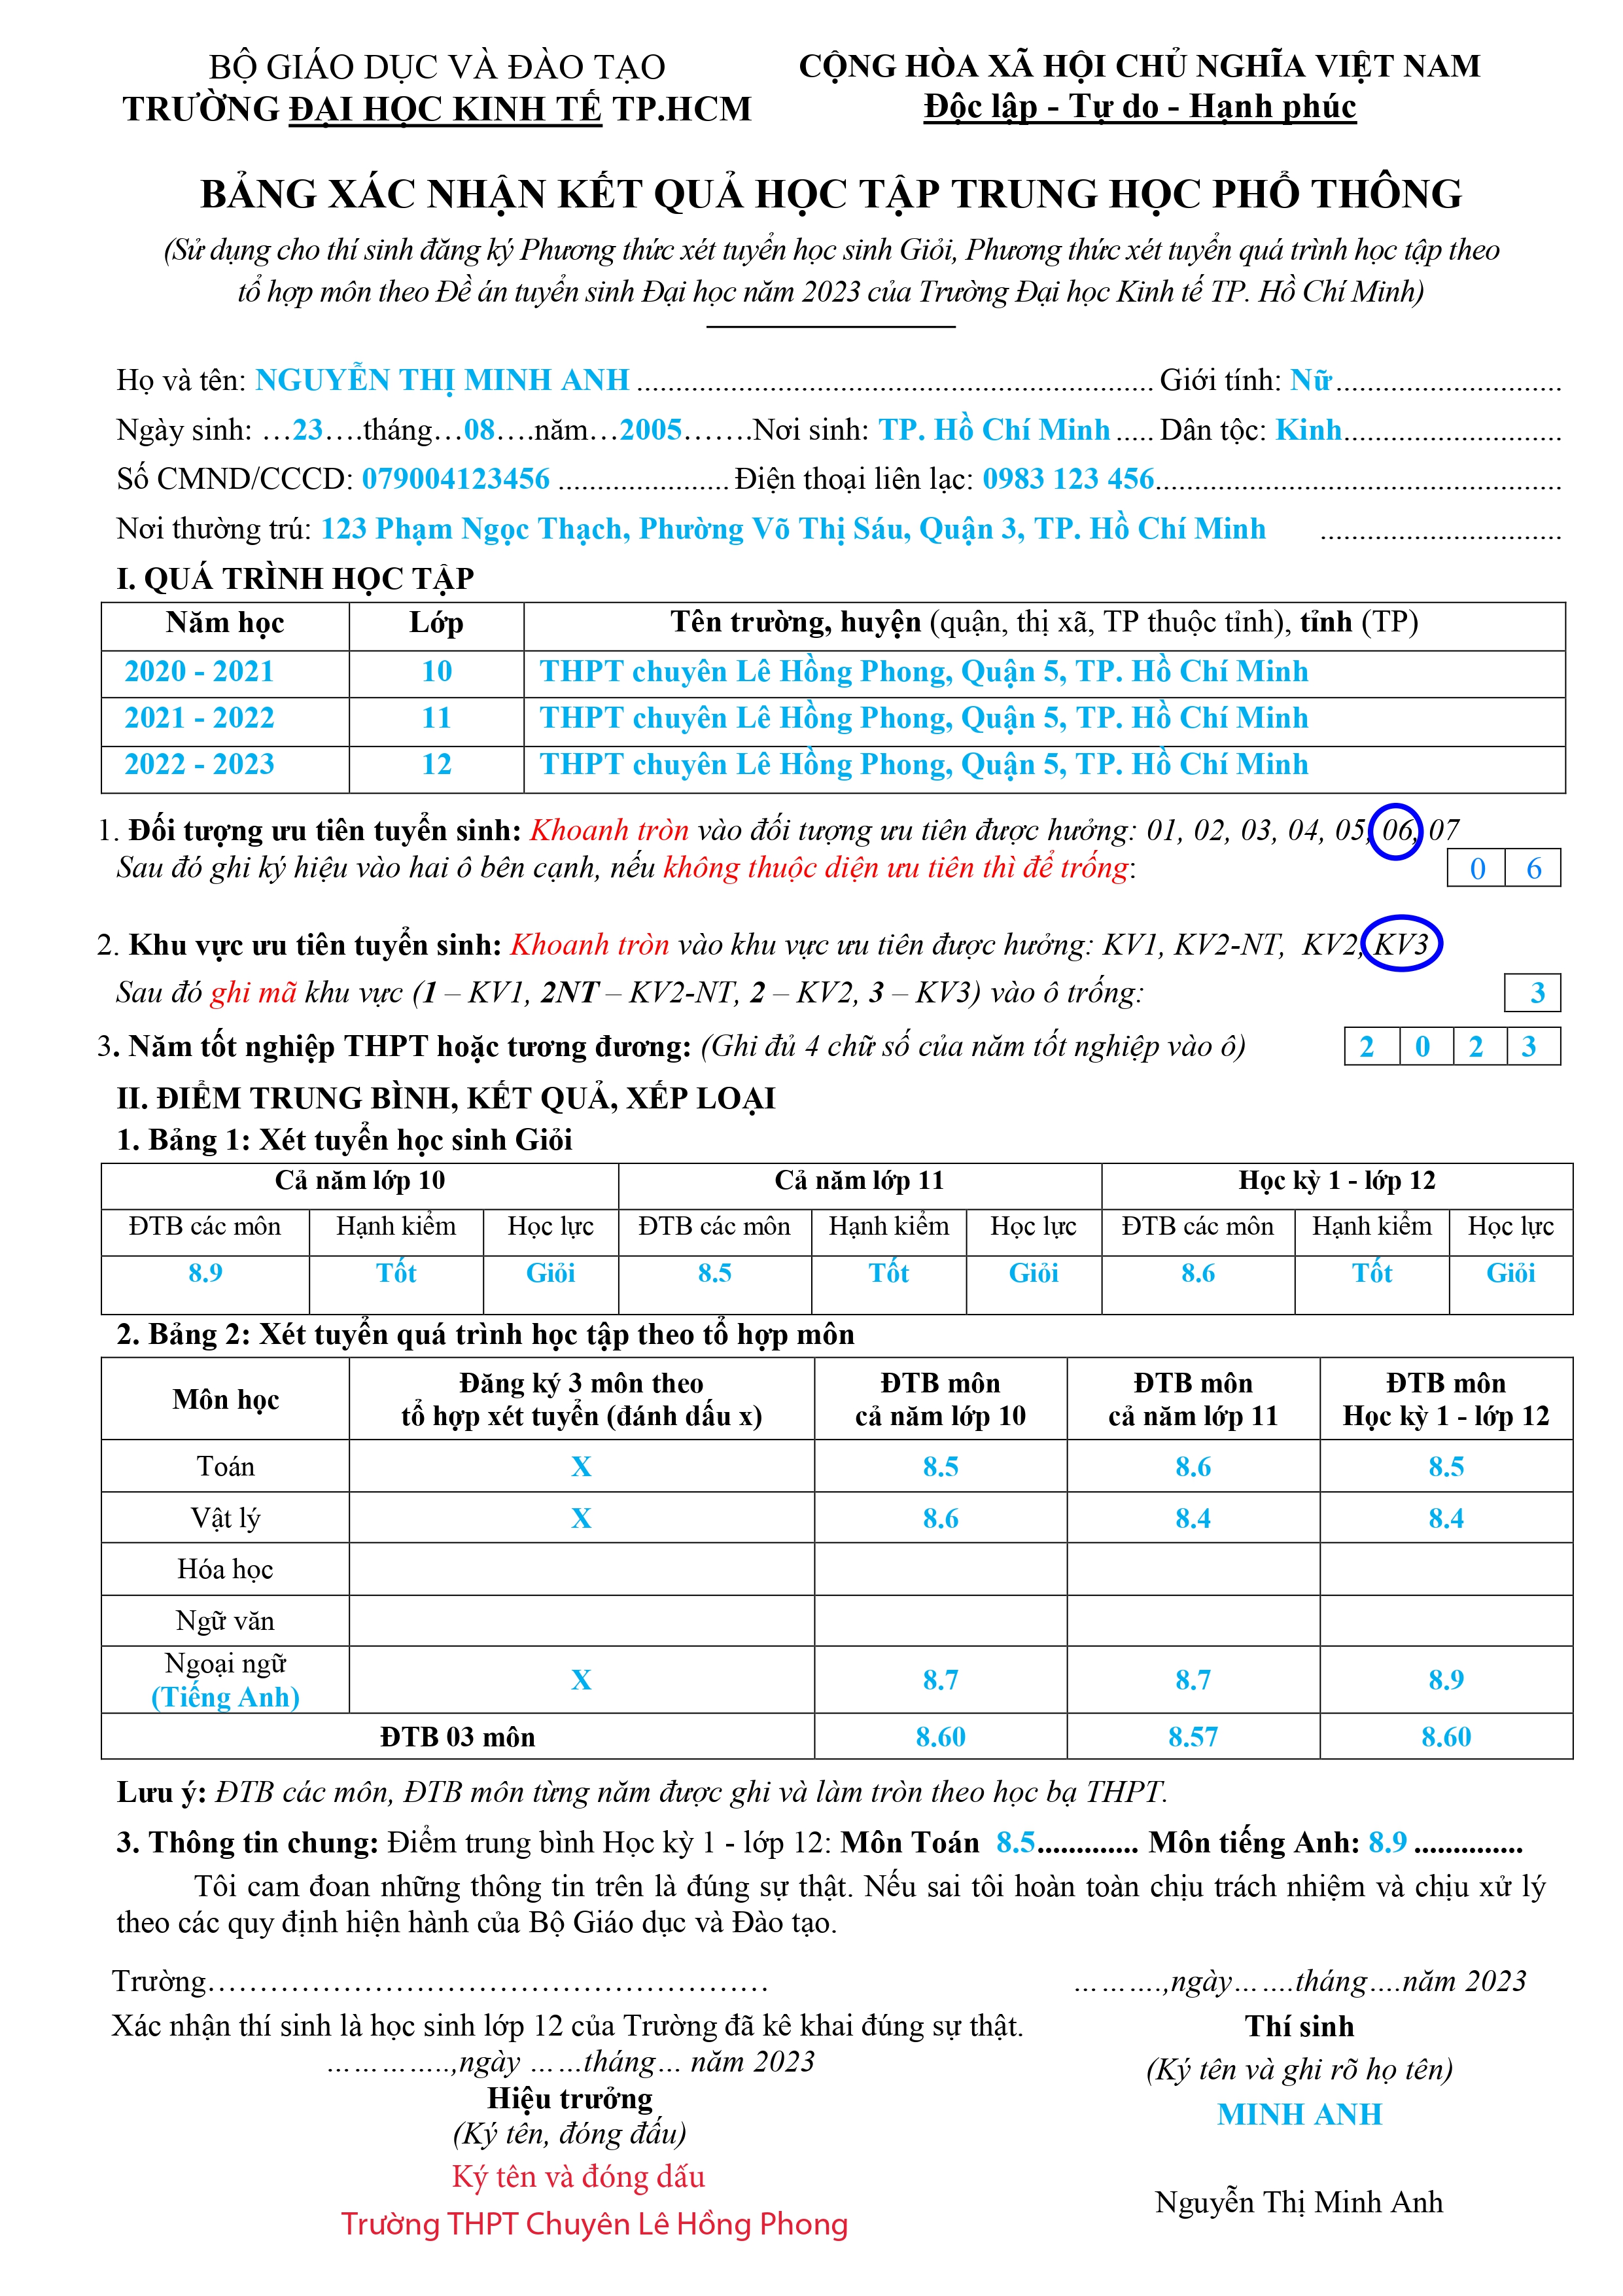 BỘ GIÁO DỤC VÀ ĐÀO TẠO
TRƯỜNG ĐẠI HỌC KINH TẾ TP.HCM
CỘNG HÒA XÃ HỘI CHỦ NGHĨA VIỆT NAM
Độc lập - Tự do - Hạnh phúc
BẢNG XÁC NHẬN KẾT QUẢ HỌC TẬP TRUNG HỌC PHỔ THÔNG
(Sử dụng cho thí sinh đăng ký Phương thức xét tuyển học sinh Giỏi, Phương thức xét tuyển quá trình học tập theo
tổ hợp môn theo Đề án tuyển sinh Đại học năm 2023 của Trường Đại học Kinh tế TP. Hồ Chí Minh)
Họ và tên: NGUYỄN THỊ MINH ANH .................................................................. Giới tính: Nữ.............................
Ngày sinh: …23….tháng…08….năm…2005…….Nơi sinh: TP. Hồ Chí Minh ..... Dân tộc: Kinh............................
Số CMND/CCCD: 079004123456 ...................... Điện thoại liên lạc: 0983 123 456....................................................
Nơi thường trú: 123 Phạm Ngọc Thạch, Phường Võ Thị Sáu, Quận 3, TP. Hồ Chí Minh ...............................
I. QUÁ TRÌNH HỌC TẬP
Năm học Lớp Tên trường, huyện (quận, thị xã, TP thuộc tỉnh), tỉnh (TP)
2020 - 2021 10 THPT chuyên Lê Hồng Phong, Quận 5, TP. Hồ Chí Minh
2021 - 2022 11 THPT chuyên Lê Hồng Phong, Quận 5, TP. Hồ Chí Minh
2022 - 2023 12 THPT chuyên Lê Hồng Phong, Quận 5, TP. Hồ Chí Minh
1. Đối tượng ưu tiên tuyển sinh: Khoanh tròn vào đối tượng ưu tiên được hưởng: 01, 02, 03, 04, 05, 06, 07
Sau đó ghi ký hiệu vào hai ô bên cạnh, nếu không thuộc diện ưu tiên thì để trống: 0 6
2. Khu vực ưu tiên tuyển sinh: Khoanh tròn vào khu vực ưu tiên được hưởng: KV1, KV2-NT, KV2, KV3
Sau đó ghi mã khu vực (1 – KV1, 2NT – KV2-NT, 2 – KV2, 3 – KV3) vào ô trống: 3
3. Năm tốt nghiệp THPT hoặc tương đương: (Ghi đủ 4 chữ số của năm tốt nghiệp vào ô) 2 0 2 3
II. ĐIỂM TRUNG BÌNH, KẾT QUẢ, XẾP LOẠI
1. Bảng 1: Xét tuyển học sinh Giỏi
Cả năm lớp 10 Cả năm lớp 11 Học kỳ 1 - lớp 12
ĐTB các môn Hạnh kiểm Học lực ĐTB các môn Hạnh kiểm Học lực ĐTB các môn Hạnh kiểm Học lực
8.9 Tốt Giỏi 8.5 Tốt Giỏi 8.6 Tốt Giỏi
2. Bảng 2: Xét tuyển quá trình học tập theo tổ hợp môn
Môn học Đăng ký 3 môn theo ĐTB môn ĐTB môn ĐTB môn
tổ hợp xét tuyển (đánh dấu x) cả năm lớp 10 cả năm lớp 11 Học kỳ 1 - lớp 12
Toán X 8.5 8.6 8.5
Vật lý X 8.6 8.4 8.4
Hóa học
Ngữ văn
Ngoại ngữ
(Tiếng Anh) X 8.7 8.7 8.9
ĐTB 03 môn 8.60 8.57 8.60
Lưu ý: ĐTB các môn, ĐTB môn từng năm được ghi và làm tròn theo học bạ THPT.
3. Thông tin chung: Điểm trung bình Học kỳ 1 - lớp 12: Môn Toán 8.5............. Môn tiếng Anh: 8.9 ..............
Tôi cam đoan những thông tin trên là đúng sự thật. Nếu sai tôi hoàn toàn chịu trách nhiệm và chịu xử lý
theo các quy định hiện hành của Bộ Giáo dục và Đào tạo.
Trường………………………………………………
Xác nhận thí sinh là học sinh lớp 12 của Trường đã kê khai đúng sự thật.
…………..,ngày ……tháng… năm 2023
Hiệu trưởng
(Ký tên, đóng đấu)
Ký tên và đóng dấu
Trường THPT Chuyên Lê Hồng Phong
……….,ngày…….tháng….năm 2023
Thí sinh
(Ký tên và ghi rõ họ tên)
MINH ANH
Nguyễn Thị Minh Anh